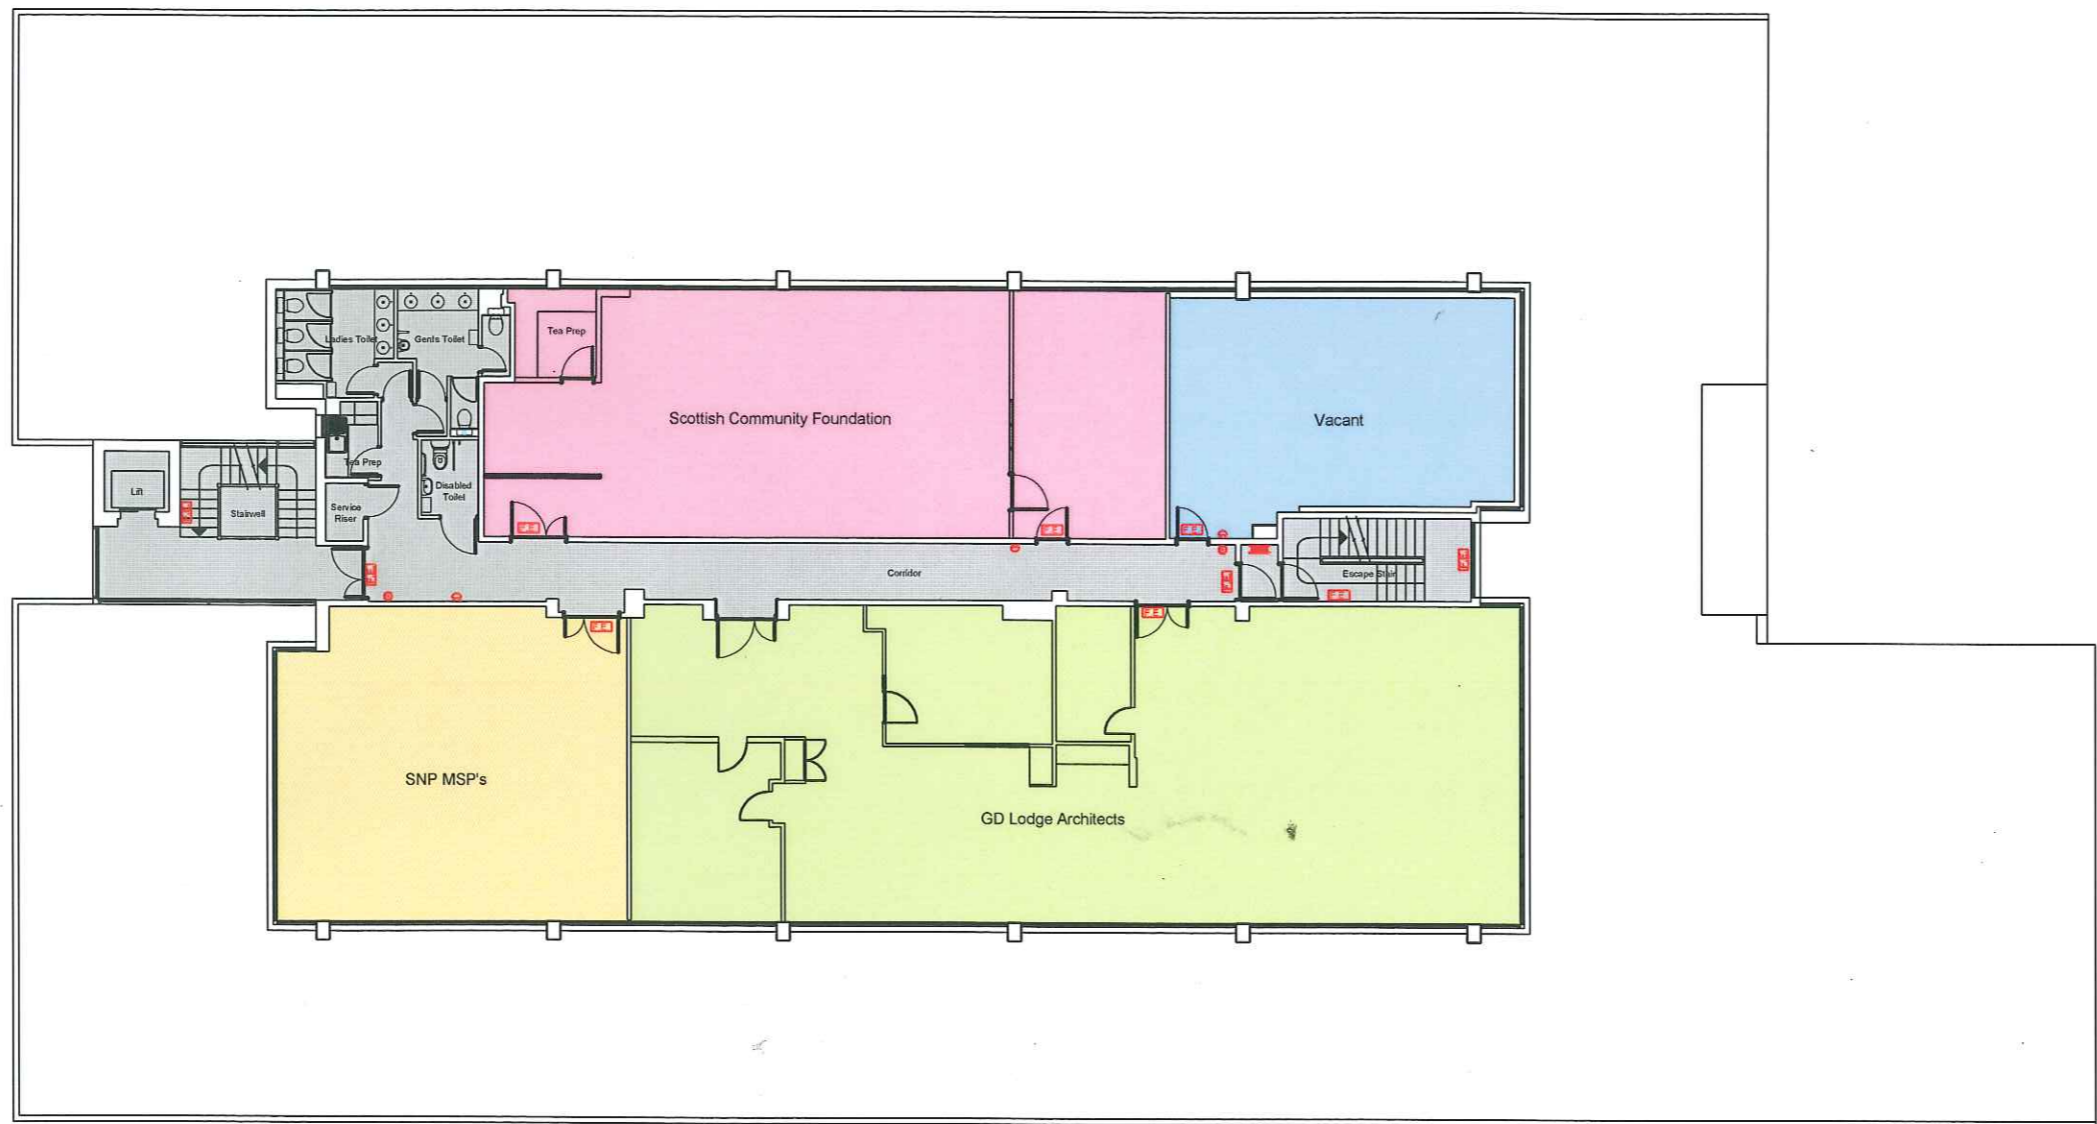 Ladies Toilet
Gents Toilet
Tea Prep
Scottish Community Foundation
Vacant
Tea Prep
Disabled
Toilet
Lift
Stairwell
Service
Riser
F.E
F.E
F.E
Corridor
Escape Stair
F.E
F.E
F.E
SNP MSP's
GD Lodge Architects